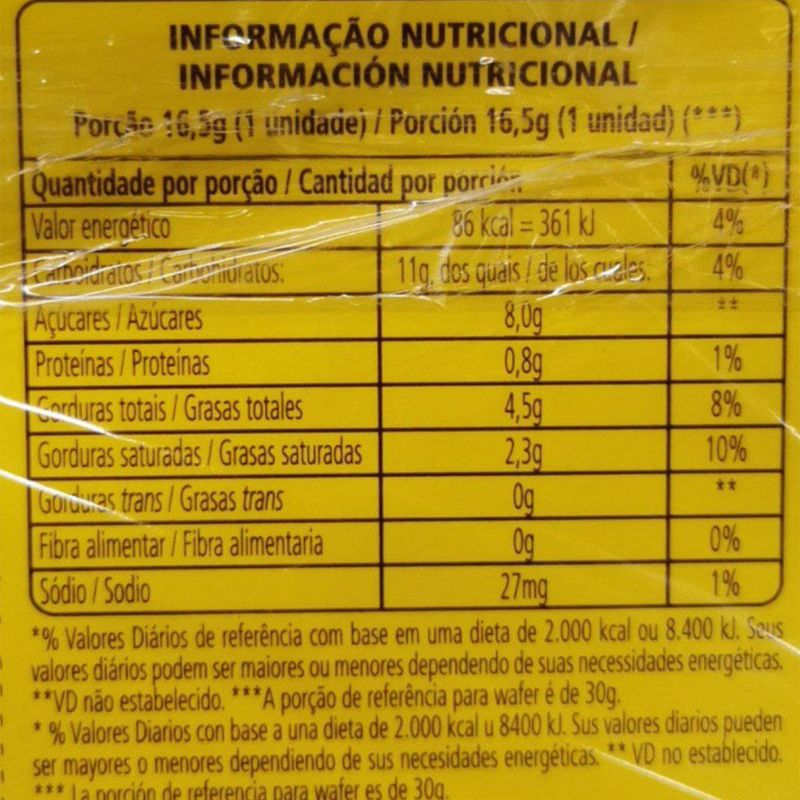 INFORMAÇÃO NUTRICIONAL /
INFORMACIÓN NUTRICIONAL
Porção 16,5g (1 unidade) / Porción 16,5g (1 unidad) (***)
Quantidade por porção / Cantidad por porción %VD(*)
Valor energético 86 kcal = 361 kJ 4%
Carboidratos / Carbohidratos: 11g, dos quais / de los cuales: 4%
Açúcares / Azúcares 8,0g **
Proteínas / Proteínas 0,8g 1%
Gorduras totais / Grasas totales 4,5g 8%
Gorduras saturadas / Grasas saturadas 2,3g 10%
Gorduras trans / Grasas trans 0g **
Fibra alimentar / Fibra alimentaria 0g 0%
Sódio / Sodio 27mg 1%
*% Valores Diários de referência com base em uma dieta de 2.000 kcal ou 8.400 kJ. Seus
valores diários podem ser maiores ou menores dependendo de suas necessidades energéticas.
**VD não estabelecido. ***A porção de referência para wafer é de 30g.
* % Valores Diarios con base a una dieta de 2.000 kcal u 8400 kJ. Sus valores diarios pueden
ser mayores o menores dependiendo de sus necesidades energéticas. ** VD no establecido.
*** La porción de referencia para wafer es de 30g.